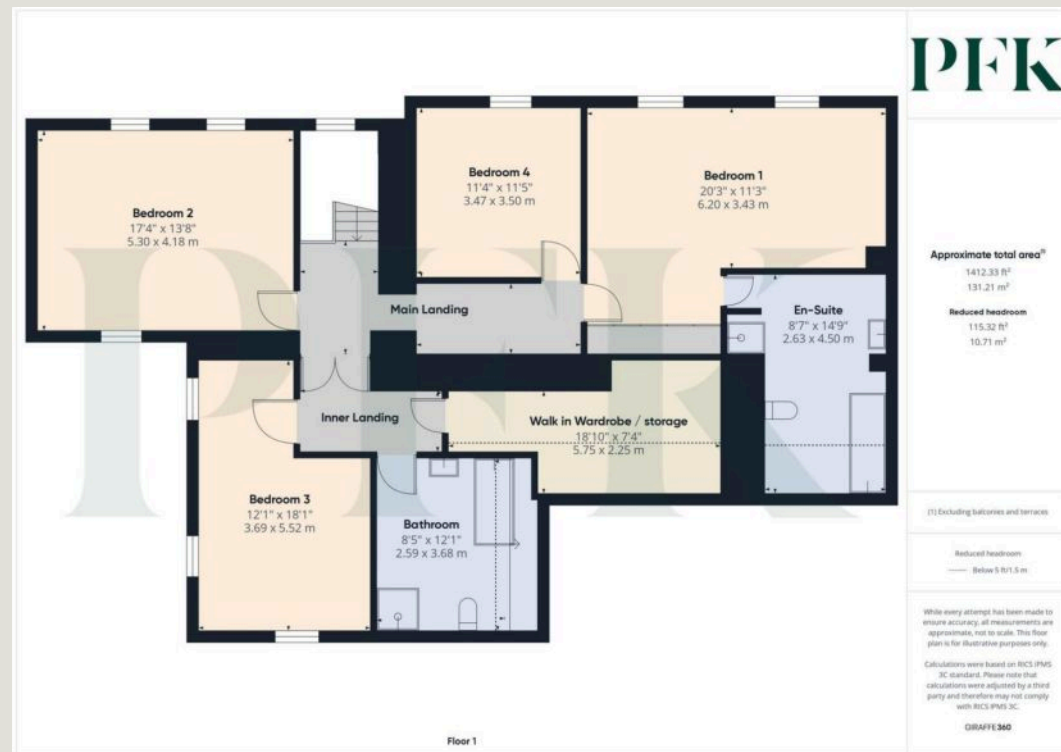 PFK
Bedroom 2
17'4" x 13'8"
5.30 x 4.18 m
Bedroom 4
11'4" x 11'5"
3.47 x 3.50 m
Bedroom 1
20'3" x 11'3"
6.20 x 3.43 m
Main Landing
En-Suite
8'7" x 14'9"
2.63 x 4.50 m
Inner Landing
Walk in Wardrobe / storage
18'10" x 7'4"
5.75 x 2.25 m
Bedroom 3
12'1" x 18'1"
3.69 x 5.52 m
Bathroom
8'5" x 12'1"
2.59 x 3.68 m
PFK
Floor 1
Approximate total area(1)
1412.33 ft²
131.21 m²
Reduced headroom
115.32 ft²
10.71 m²
(1) Excluding balconies and terraces
Reduced headroom
Below 5 ft/1.5 m
While every attempt has been made to
ensure accuracy, all measurements are
approximate, not to scale. This floor
plan is for illustrative purposes only.
Calculations were based on RICS IPMS
3C standard. Please note that
calculations were adjusted by a third
party and therefore may not comply
with RICS IPMS 3C.
GIRAFFE360